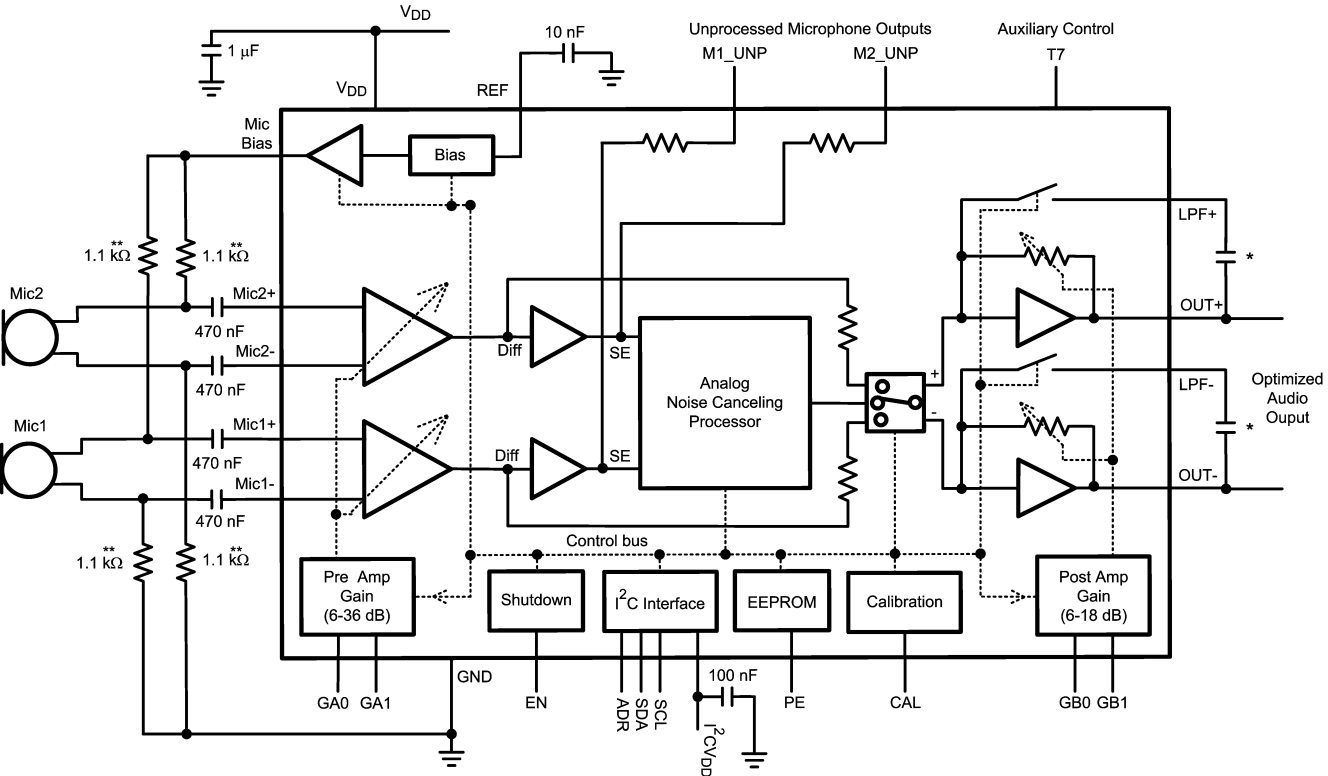 V_DD
1 µF
10 nF
Unprocessed Microphone Outputs
M1_UNP
M2_UNP
Auxiliary Control
T7
V_DD
REF
Mic
Bias
Bias
1.1 kΩ **
1.1 kΩ **
LPF+
*
Mic2
Mic2+
470 nF
Mic2-
470 nF
Diff
SE
OUT+
Analog
Noise Canceling
Processor
+
-
LPF-
*
Optimized
Audio
Ouput
Mic1
Mic1+
470 nF
Mic1-
470 nF
Diff
SE
OUT-
1.1 kΩ **
1.1 kΩ **
Control bus
Pre Amp
Gain
(6-36 dB)
Shutdown
I²C Interface
EEPROM
Calibration
Post Amp
Gain
(6-18 dB)
GND
GA0
GA1
EN
ADR
SDA
SCL
I²CV_DD
100 nF
PE
CAL
GB0
GB1